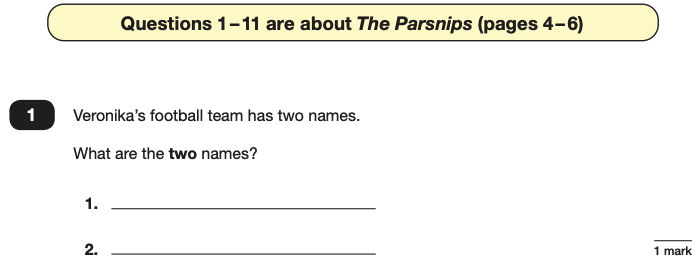 Questions 1–11 are about The Parsnips (pages 4–6)
1 Veronika’s football team has two names.
What are the two names?
1.
2.
1 mark